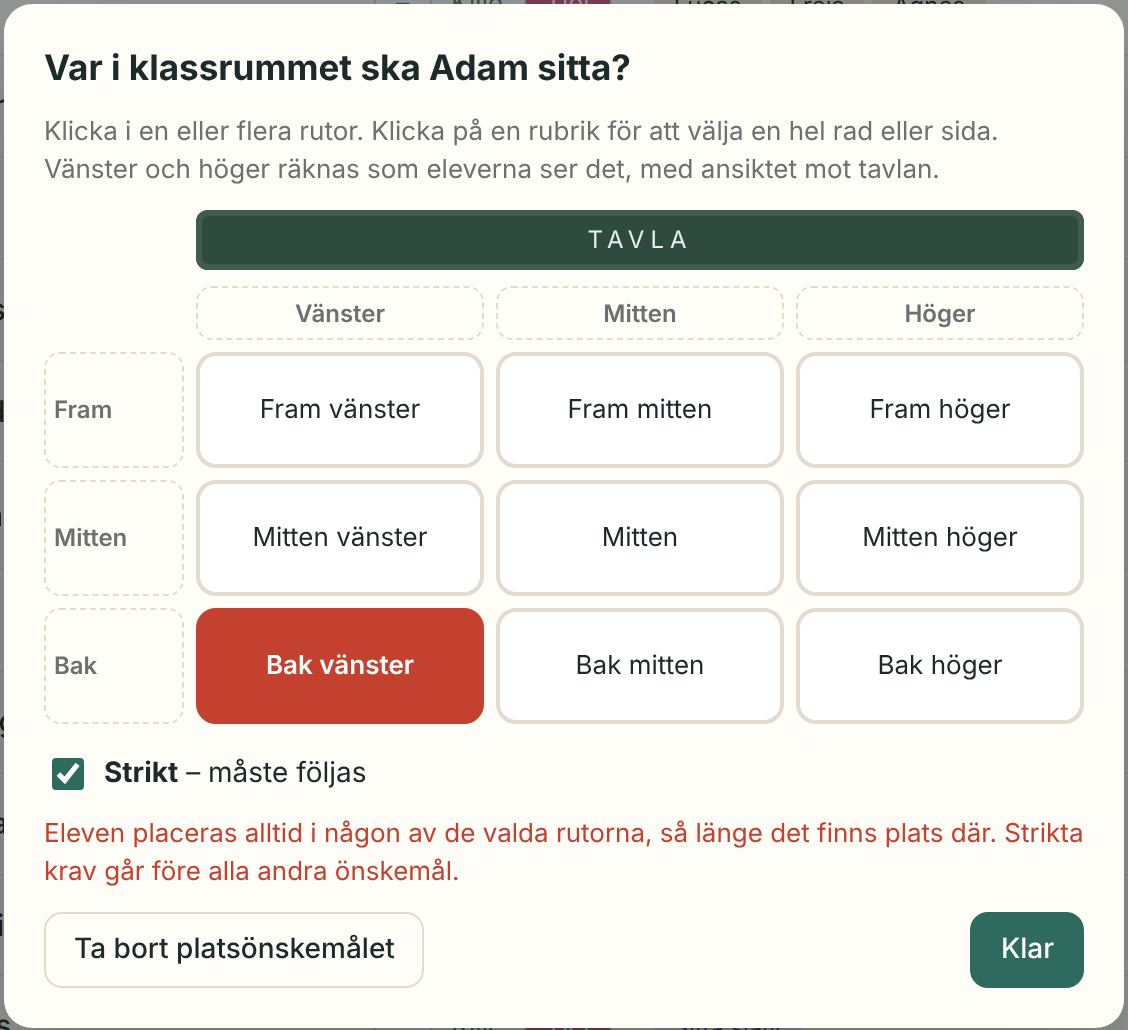 Var i klassrummet ska Adam sitta?
Klicka i en eller flera rutor. Klicka på en rubrik för att välja en hel rad eller sida.
Vänster och höger räknas som eleverna ser det, med ansiktet mot tavlan.
TAVLA
Vänster Mitten Höger
Fram Fram vänster Fram mitten Fram höger
Mitten Mitten vänster Mitten Mitten höger
Bak Bak vänster Bak mitten Bak höger
Strikt – måste följas
Eleven placeras alltid i någon av de valda rutorna, så länge det finns plats där. Strikta
krav går före alla andra önskemål.
Ta bort platsönskemålet Klar